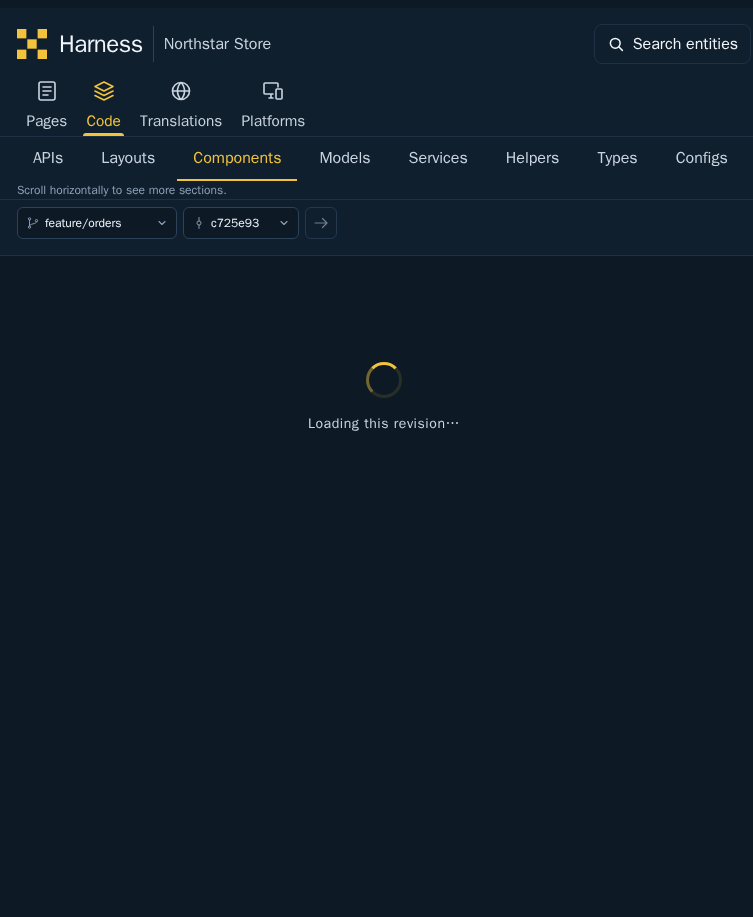 Harness
Northstar Store
Search entities
Pages
Code
Translations
Platforms
APIs
Layouts
Components
Models
Services
Helpers
Types
Configs
Scroll horizontally to see more sections.
feature/orders
c725e93
Loading this revision…